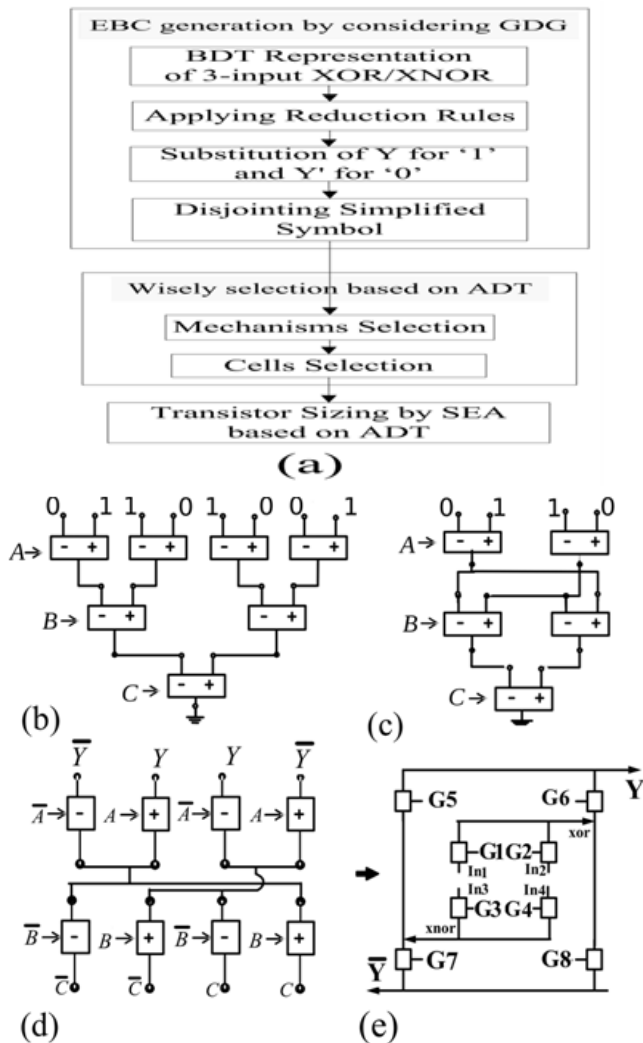 EBC generation by considering GDG
BDT Representation
of 3-input XOR/XNOR
Applying Reduction Rules
Substitution of Y for ‘1’
and Y' for ‘0’
Disjointing Simplified
Symbol
Wisely selection based on ADT
Mechanisms Selection
Cells Selection
Transistor Sizing by SEA
based on ADT
(a)
0 1 1 0 1 0 0 1
A - + - + - + - +
B - + - +
C - +
(b)
0 1 1 0
A - + - +
B - + - +
C - +
(c)
Y̅ Y Y Y̅
A̅ - A + A̅ - A +
B̅ - B + B̅ - B +
C̅ C̅ C C
(d)
Y
G5 G6
xor
G1 G2
In1 In2
In3 In4
G3 G4
xnor
Y̅ G7 G8
(e)